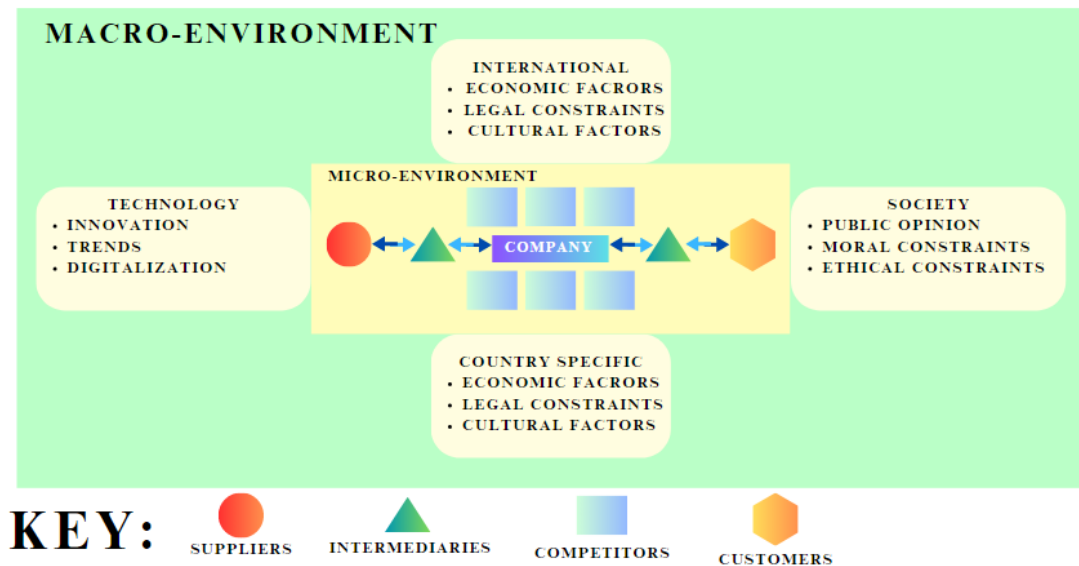 MACRO-ENVIRONMENT
INTERNATIONAL
• ECONOMIC FACRORS
• LEGAL CONSTRAINTS
• CULTURAL FACTORS
MICRO-ENVIRONMENT
TECHNOLOGY
• INNOVATION
• TRENDS
• DIGITALIZATION
COMPANY
SOCIETY
• PUBLIC OPINION
• MORAL CONSTRAINTS
• ETHICAL CONSTRAINTS
COUNTRY SPECIFIC
• ECONOMIC FACRORS
• LEGAL CONSTRAINTS
• CULTURAL FACTORS
KEY:
SUPPLIERS
INTERMEDIARIES
COMPETITORS
CUSTOMERS